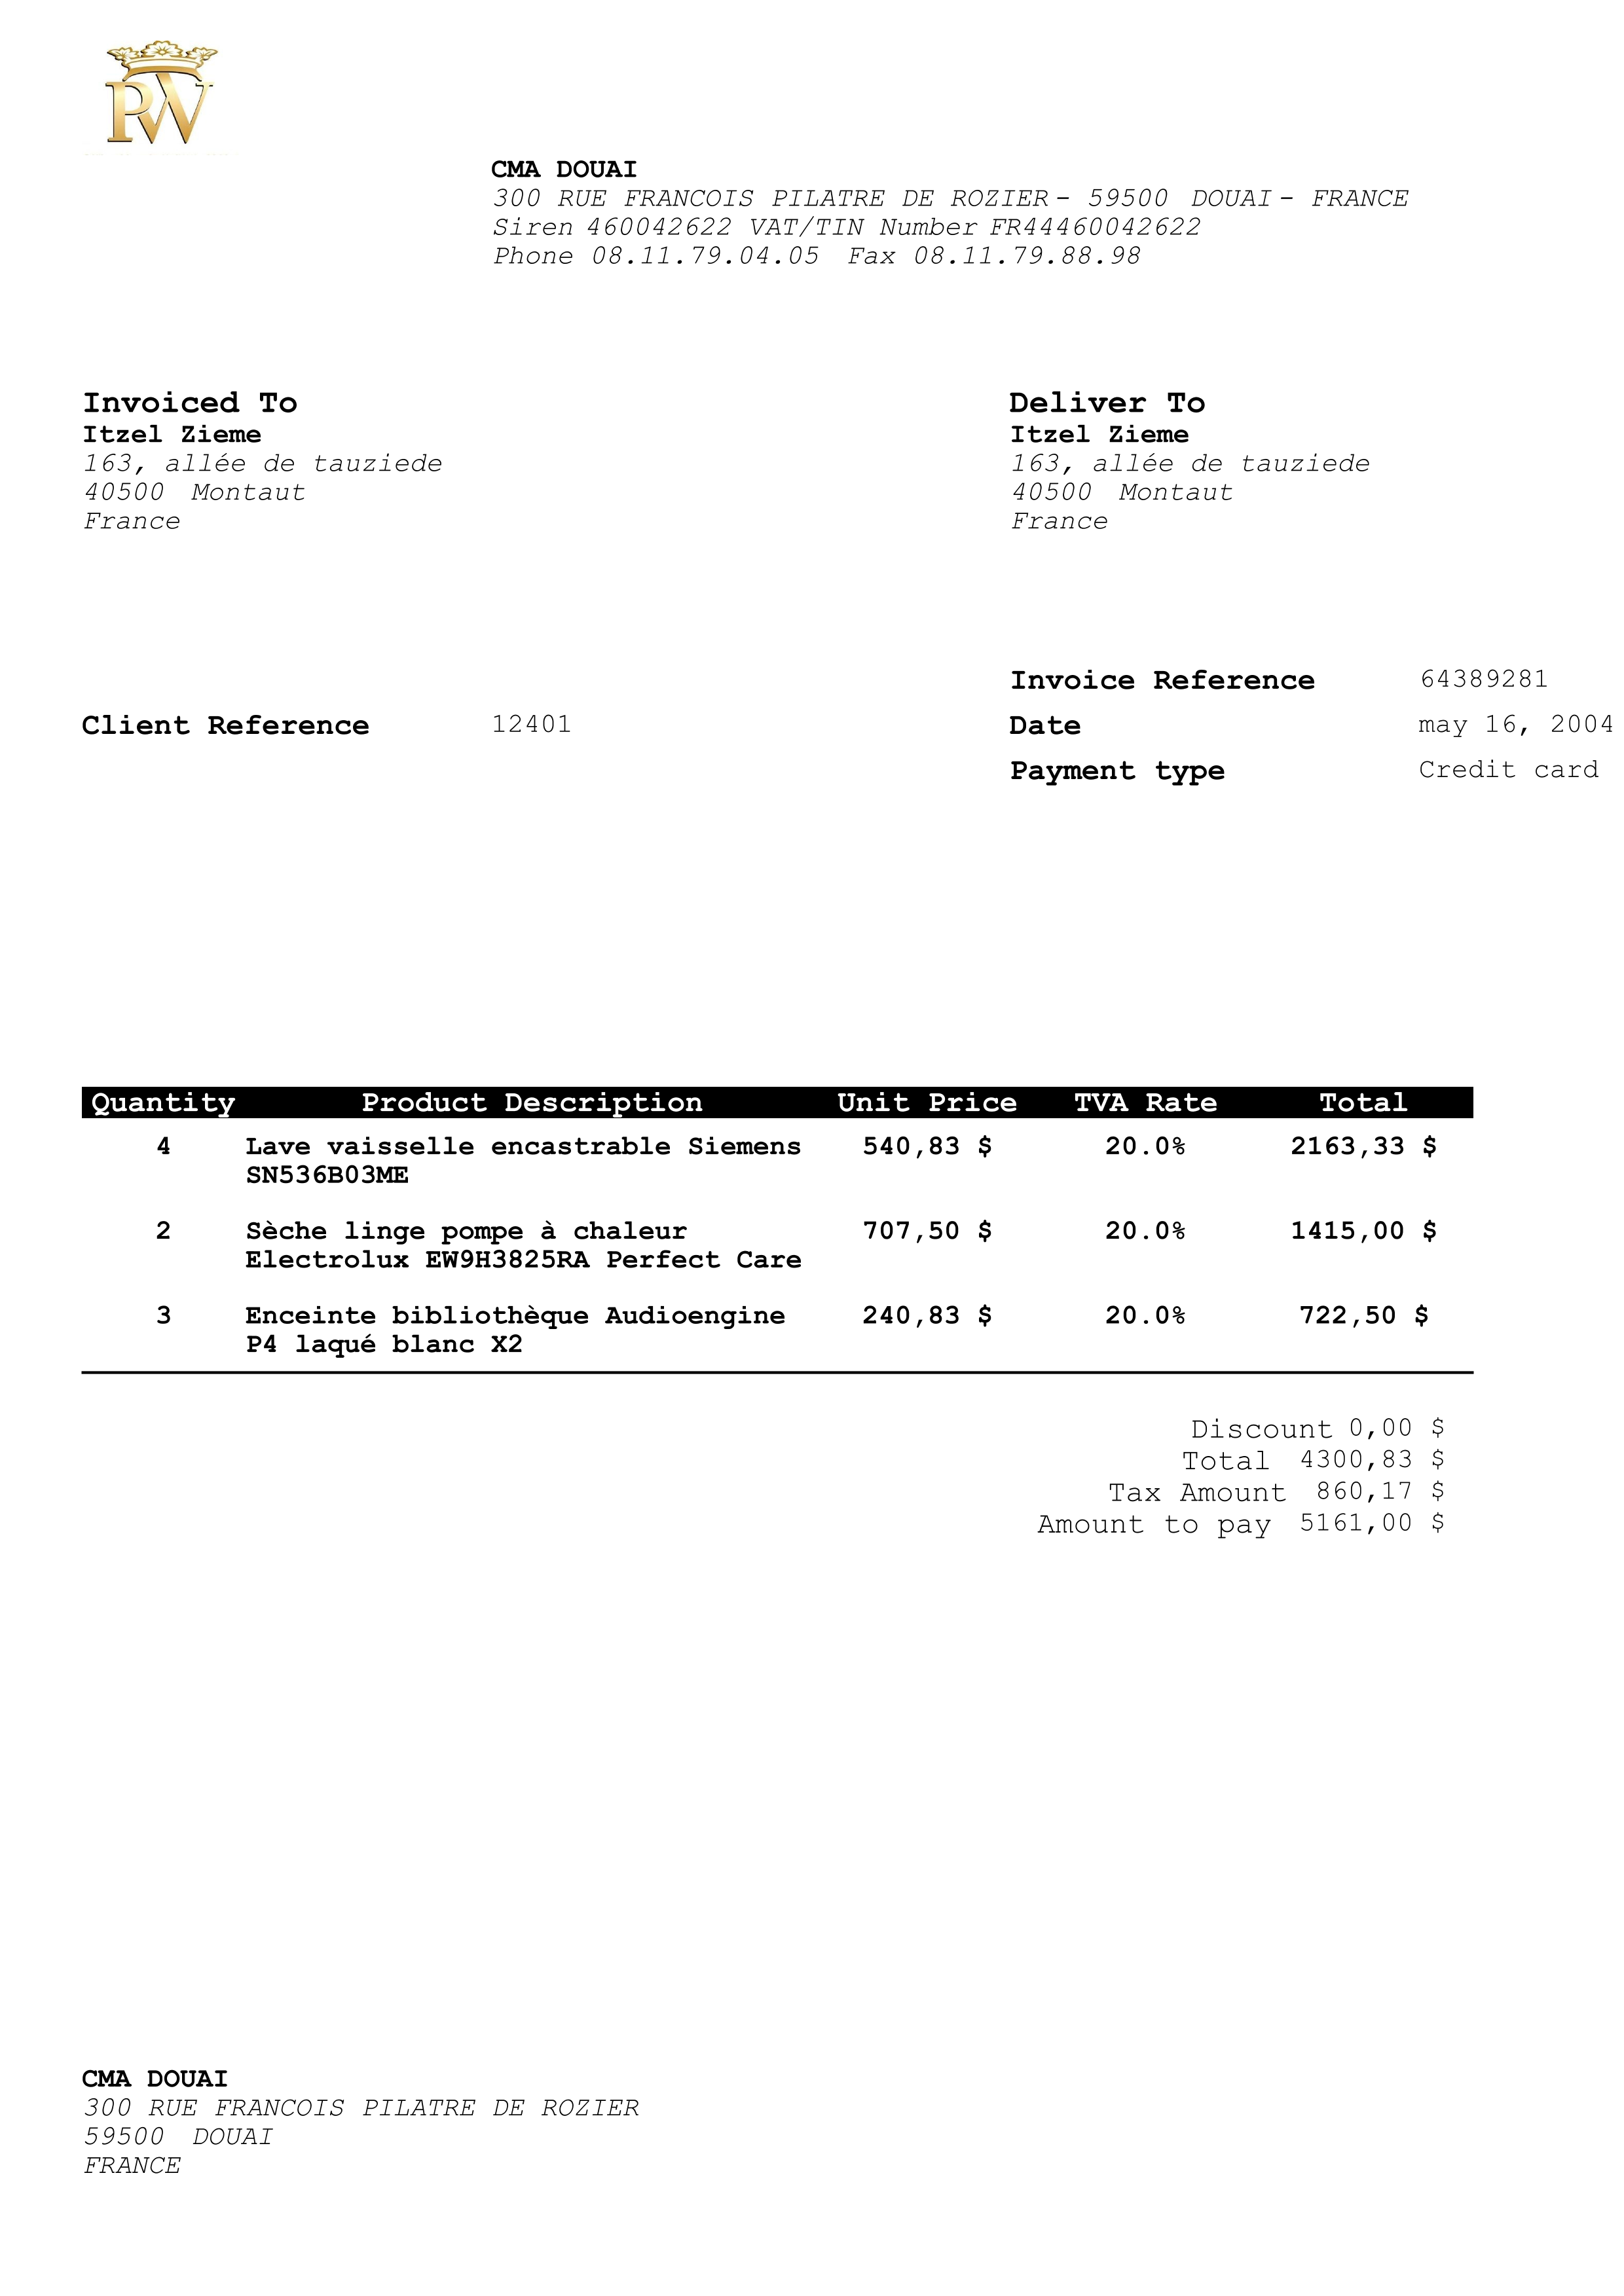 PW
CMA DOUAI
300 RUE FRANCOIS PILATRE DE ROZIER - 59500 DOUAI - FRANCE
Siren 460042622 VAT/TIN Number FR44460042622
Phone 08.11.79.04.05 Fax 08.11.79.88.98
Invoiced To
Itzel Zieme
163, allée de tauziede
40500 Montaut
France
Deliver To
Itzel Zieme
163, allée de tauziede
40500 Montaut
France
Invoice Reference 64389281
Client Reference 12401
Date may 16, 2004
Payment type Credit card
Quantity Product Description Unit Price TVA Rate Total
4 Lave vaisselle encastrable Siemens 540,83 $ 20.0% 2163,33 $
SN536B03ME
2 Sèche linge pompe à chaleur 707,50 $ 20.0% 1415,00 $
Electrolux EW9H3825RA Perfect Care
3 Enceinte bibliothèque Audioengine 240,83 $ 20.0% 722,50 $
P4 laqué blanc X2
Discount 0,00 $
Total 4300,83 $
Tax Amount 860,17 $
Amount to pay 5161,00 $
CMA DOUAI
300 RUE FRANCOIS PILATRE DE ROZIER
59500 DOUAI
FRANCE